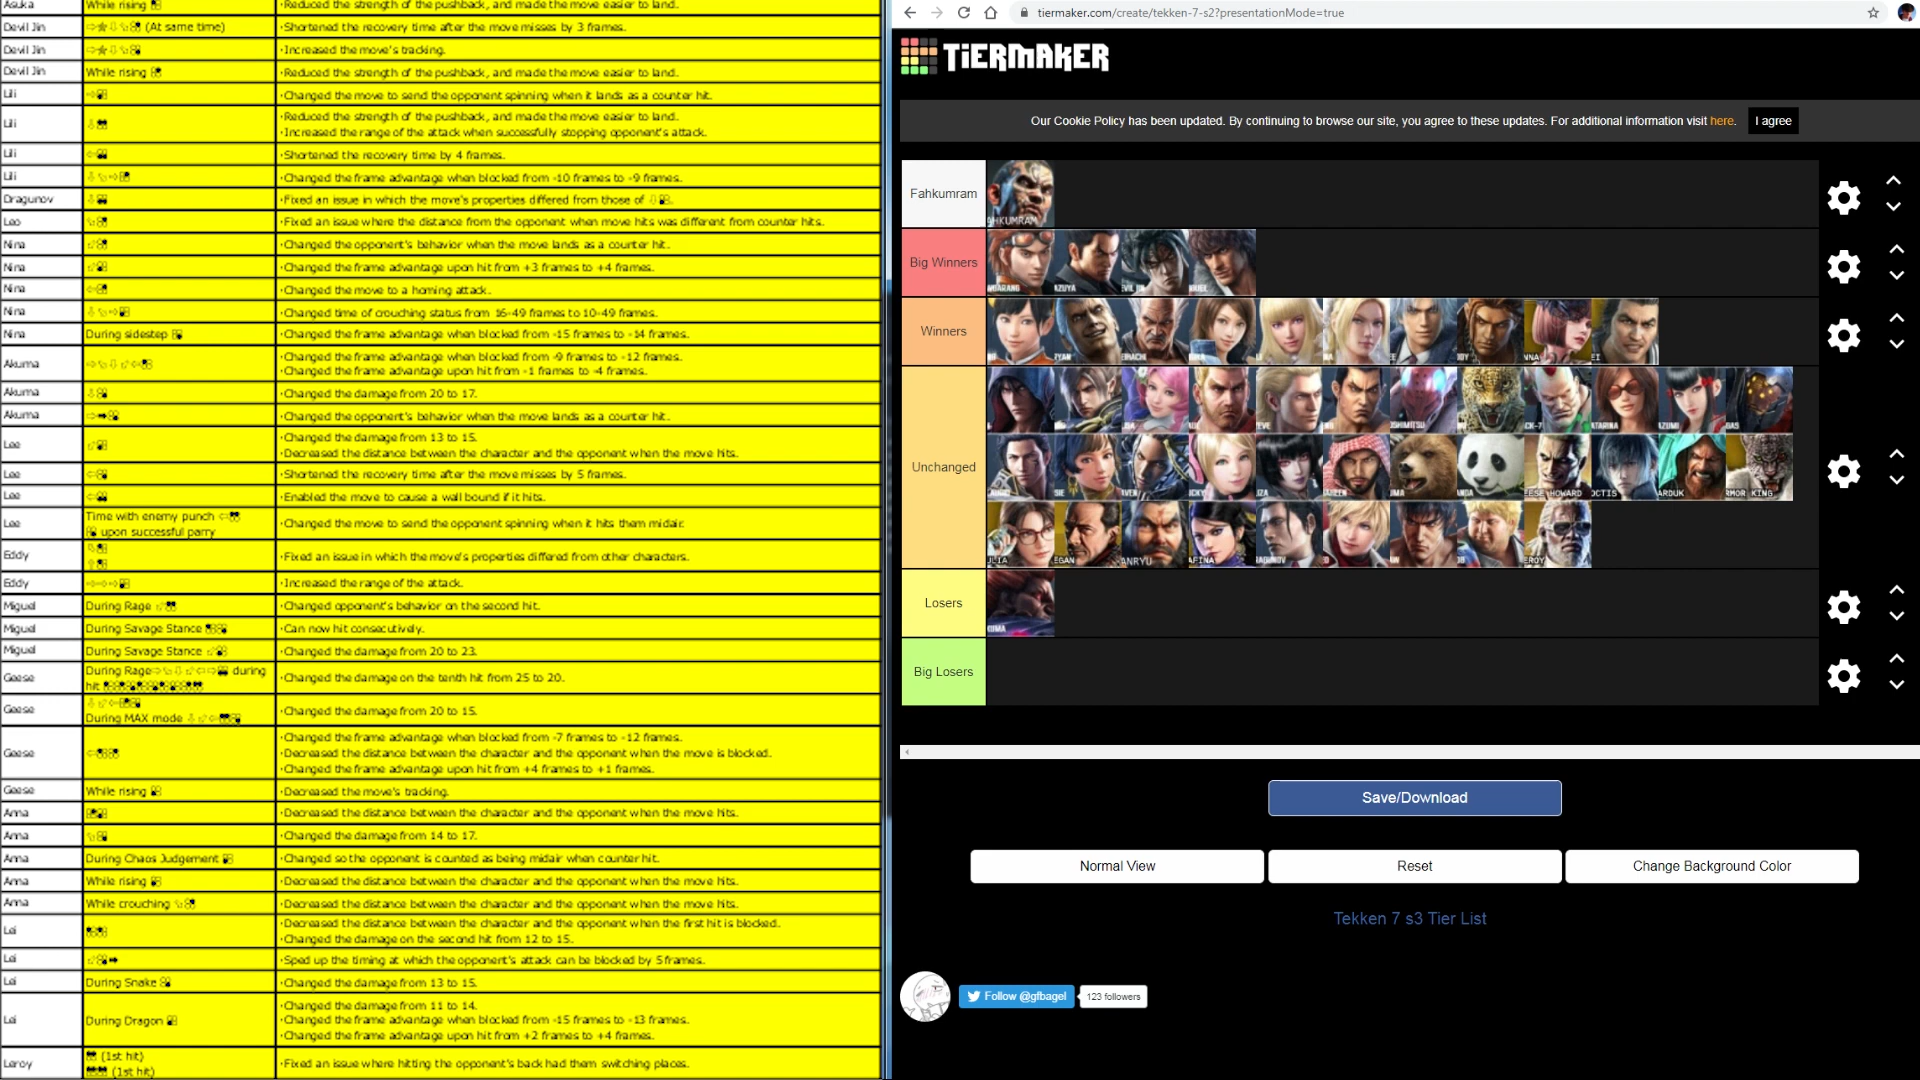 Asuka While rising ·Reduced the strength of the pushback, and made the move easier to land.
Devil Jin (At same time) ·Shortened the recovery time after the move misses by 3 frames.
Devil Jin ·Increased the move's tracking.
Devil Jin While rising ·Reduced the strength of the pushback, and made the move easier to land.
Lili ·Changed the move to send the opponent spinning when it lands as a counter hit.
Lili ·Reduced the strength of the pushback, and made the move easier to land.
·Increased the range of the attack when successfully stopping opponent's attack.
Lili ·Shortened the recovery time by 4 frames.
Lili ·Changed the frame advantage when blocked from -10 frames to -9 frames.
Dragunov ·Fixed an issue in which the move's properties differed from those of
Leo ·Fixed an issue where the distance from the opponent when move hits was different from counter hits.
Nina ·Changed the opponent's behavior when the move lands as a counter hit.
Nina ·Changed the frame advantage upon hit from +3 frames to +4 frames.
Nina ·Changed the move to a homing attack.
Nina ·Changed time of crouching status from 16-49 frames to 10-49 frames.
Nina During sidestep ·Changed the frame advantage when blocked from -15 frames to -14 frames.
Akuma ·Changed the frame advantage when blocked from -9 frames to -12 frames.
·Changed the frame advantage upon hit from -1 frames to -4 frames.
Akuma ·Changed the damage from 20 to 17.
Akuma ·Changed the opponent's behavior when the move lands as a counter hit.
Lee ·Changed the damage from 13 to 15.
·Decreased the distance between the character and the opponent when the move hits.
Lee ·Shortened the recovery time after the move misses by 5 frames.
Lee ·Enabled the move to cause a wall bound if it hits.
Lee Time with enemy punch
upon successful parry ·Changed the move to send the opponent spinning when it hits them midair.
Eddy ·Fixed an issue in which the move's properties differed from other characters.
Eddy ·Increased the range of the attack.
Miguel During Rage ·Changed opponent's behavior on the second hit.
Miguel During Savage Stance ·Can now hit consecutively.
Miguel During Savage Stance ·Changed the damage from 20 to 23.
Geese During Rage during
hit ·Changed the damage on the tenth hit from 25 to 20.
Geese During MAX mode ·Changed the damage from 20 to 15.
Geese ·Changed the frame advantage when blocked from -7 frames to -12 frames.
·Decreased the distance between the character and the opponent when the move is blocked.
·Changed the frame advantage upon hit from +4 frames to +1 frames.
Geese While rising ·Decreased the move's tracking.
Anna ·Decreased the distance between the character and the opponent when the move hits.
Anna ·Changed the damage from 14 to 17.
Anna During Chaos Judgement ·Changed so the opponent is counted as being midair when counter hit.
Anna While rising ·Decreased the distance between the character and the opponent when the move hits.
Anna While crouching ·Decreased the distance between the character and the opponent when the move hits.
Lei ·Decreased the distance between the character and the opponent when the first hit is blocked.
·Changed the damage on the second hit from 12 to 15.
Lei ·Sped up the timing at which the opponent's attack can be blocked by 5 frames.
Lei During Snake ·Changed the damage from 13 to 15.
Lei During Dragon ·Changed the damage from 11 to 14.
·Changed the frame advantage when blocked from -15 frames to -13 frames.
·Changed the frame advantage upon hit from +2 frames to +4 frames.
Leroy (1st hit)
(1st hit) ·Fixed an issue where hitting the opponent's back had them switching places.
tiermaker.com/create/tekken-7-s2?presentationMode=true
TiERMAKER
Our Cookie Policy has been updated. By continuing to browse our site, you agree to these updates. For additional information visit here. I agree
Fahkumram
AHKUMRAM
Big Winners
Winners
Unchanged
Losers
Big Losers
Save/Download
Normal View Reset Change Background Color
Tekken 7 s3 Tier List
Follow @gfbagel 123 followers